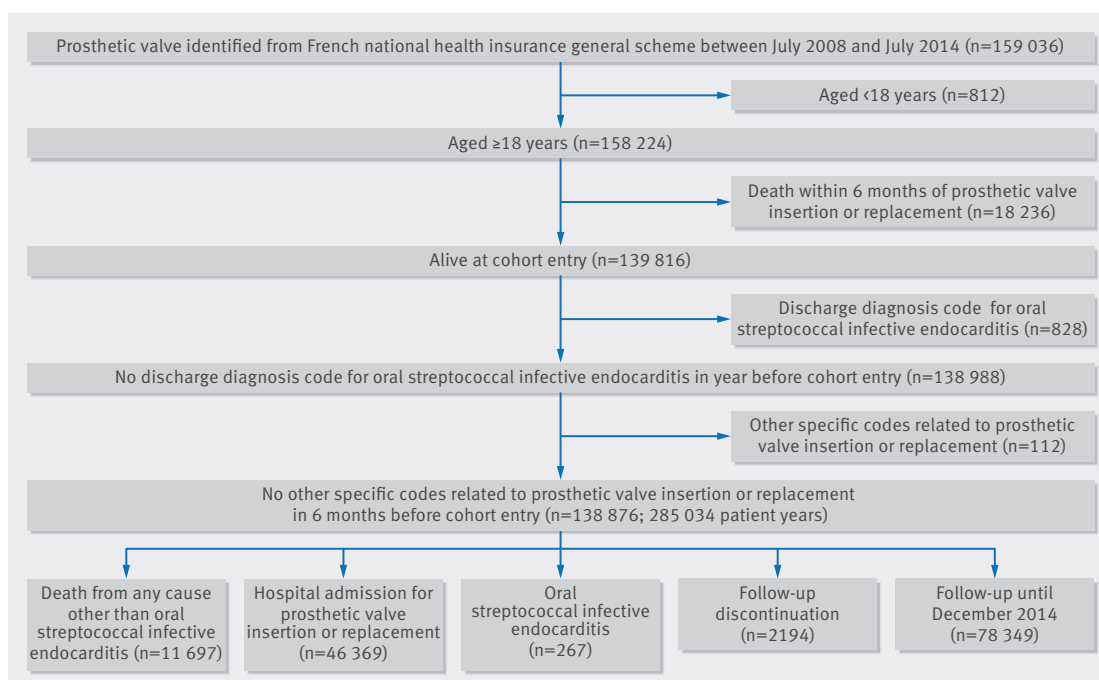 Prosthetic valve identified from French national health insurance general scheme between July 2008 and July 2014 (n=159 036)
Aged <18 years (n=812)
Aged ≥18 years (n=158 224)
Death within 6 months of prosthetic valve
insertion or replacement (n=18 236)
Alive at cohort entry (n=139 816)
Discharge diagnosis code for oral
streptococcal infective endocarditis (n=828)
No discharge diagnosis code for oral streptococcal infective endocarditis in year before cohort entry (n=138 988)
Other specific codes related to prosthetic
valve insertion or replacement (n=112)
No other specific codes related to prosthetic valve insertion or replacement
in 6 months before cohort entry (n=138 876; 285 034 patient years)
Death from any cause
other than oral
streptococcal infective
endocarditis (n=11 697)
Hospital admission for
prosthetic valve
insertion or replacement
(n=46 369)
Oral
streptococcal infective
endocarditis
(n=267)
Follow-up
discontinuation
(n=2194)
Follow-up until
December 2014
(n=78 349)